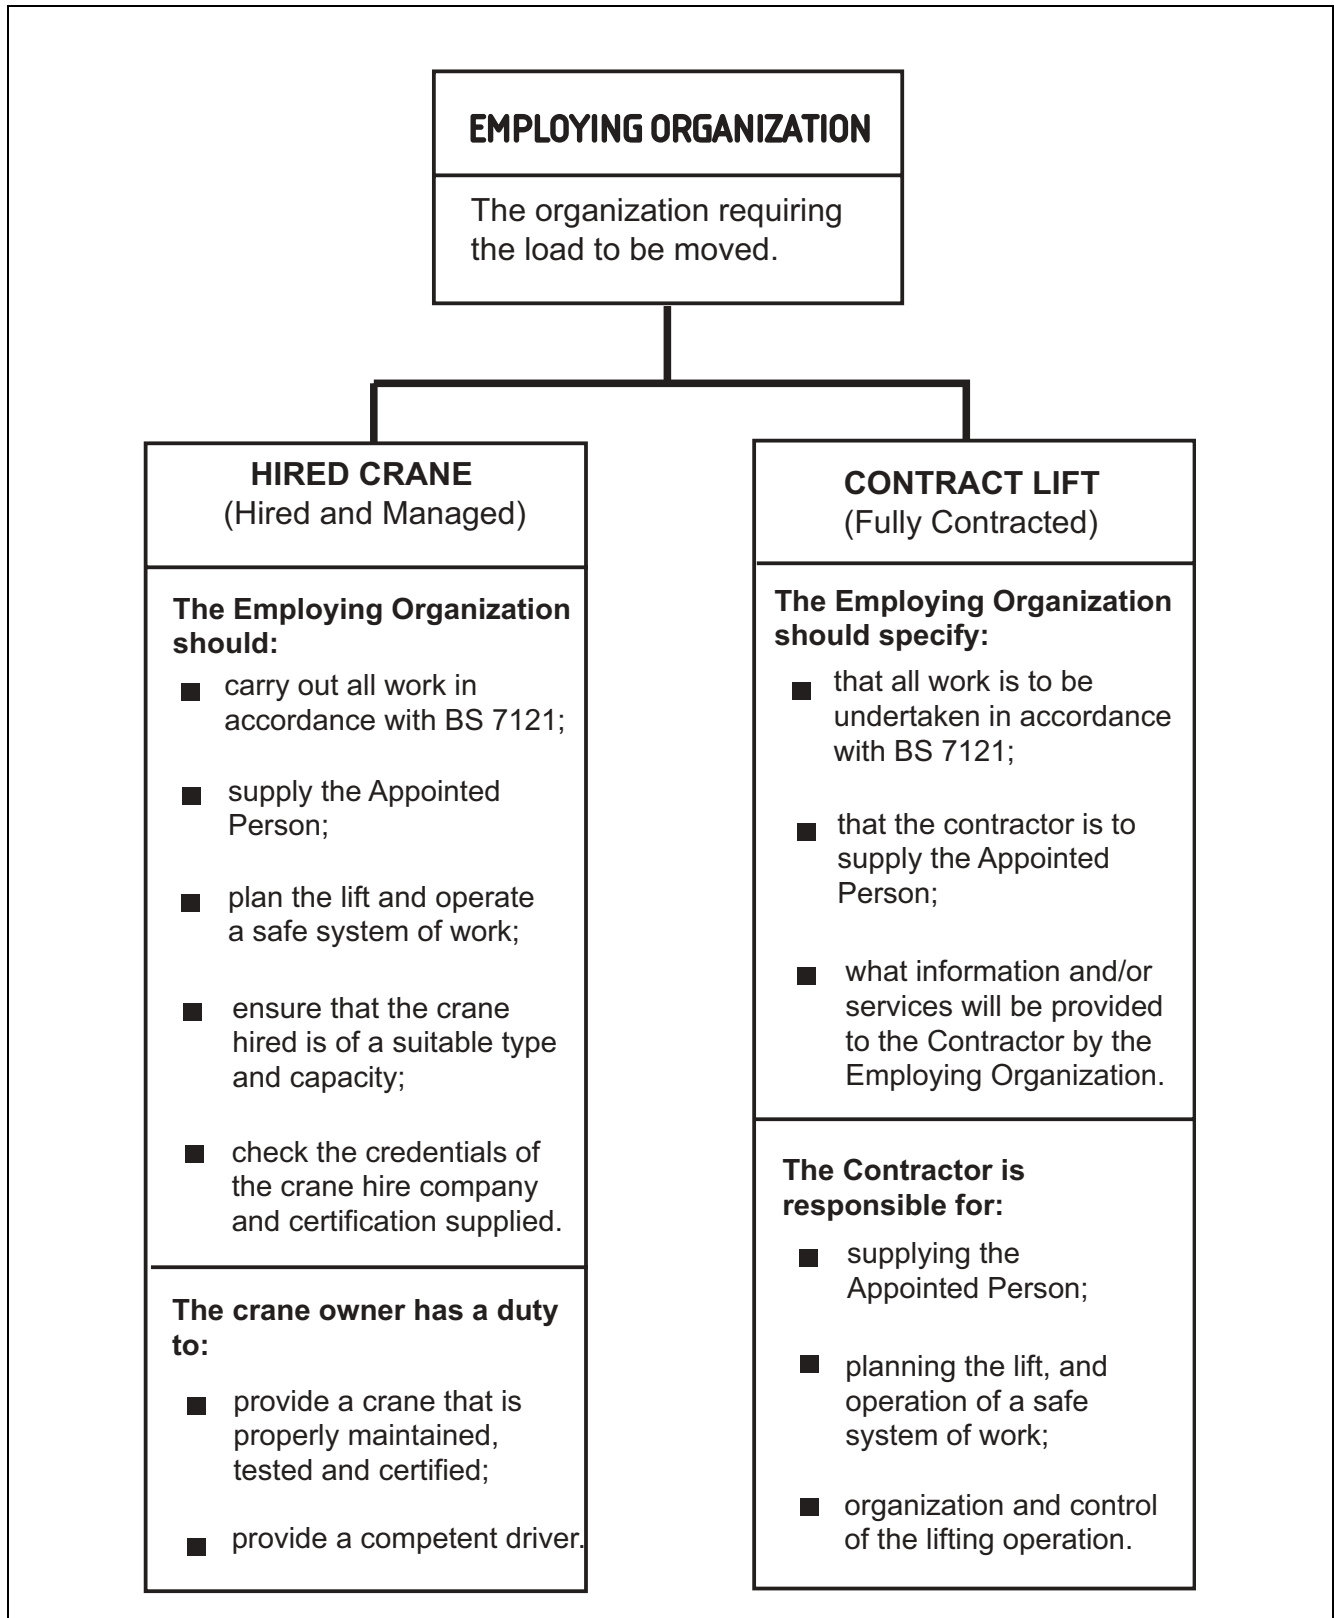 EMPLOYING ORGANIZATION
The organization requiring
the load to be moved.
HIRED CRANE
(Hired and Managed)
The Employing Organization
should:
■ carry out all work in
accordance with BS 7121;
■ supply the Appointed
Person;
■ plan the lift and operate
a safe system of work;
■ ensure that the crane
hired is of a suitable type
and capacity;
■ check the credentials of
the crane hire company
and certification supplied.
The crane owner has a duty
to:
■ provide a crane that is
properly maintained,
tested and certified;
■ provide a competent driver.
CONTRACT LIFT
(Fully Contracted)
The Employing Organization
should specify:
■ that all work is to be
undertaken in accordance
with BS 7121;
■ that the contractor is to
supply the Appointed
Person;
■ what information and/or
services will be provided
to the Contractor by the
Employing Organization.
The Contractor is
responsible for:
■ supplying the
Appointed Person;
■ planning the lift, and
operation of a safe
system of work;
■ organization and control
of the lifting operation.